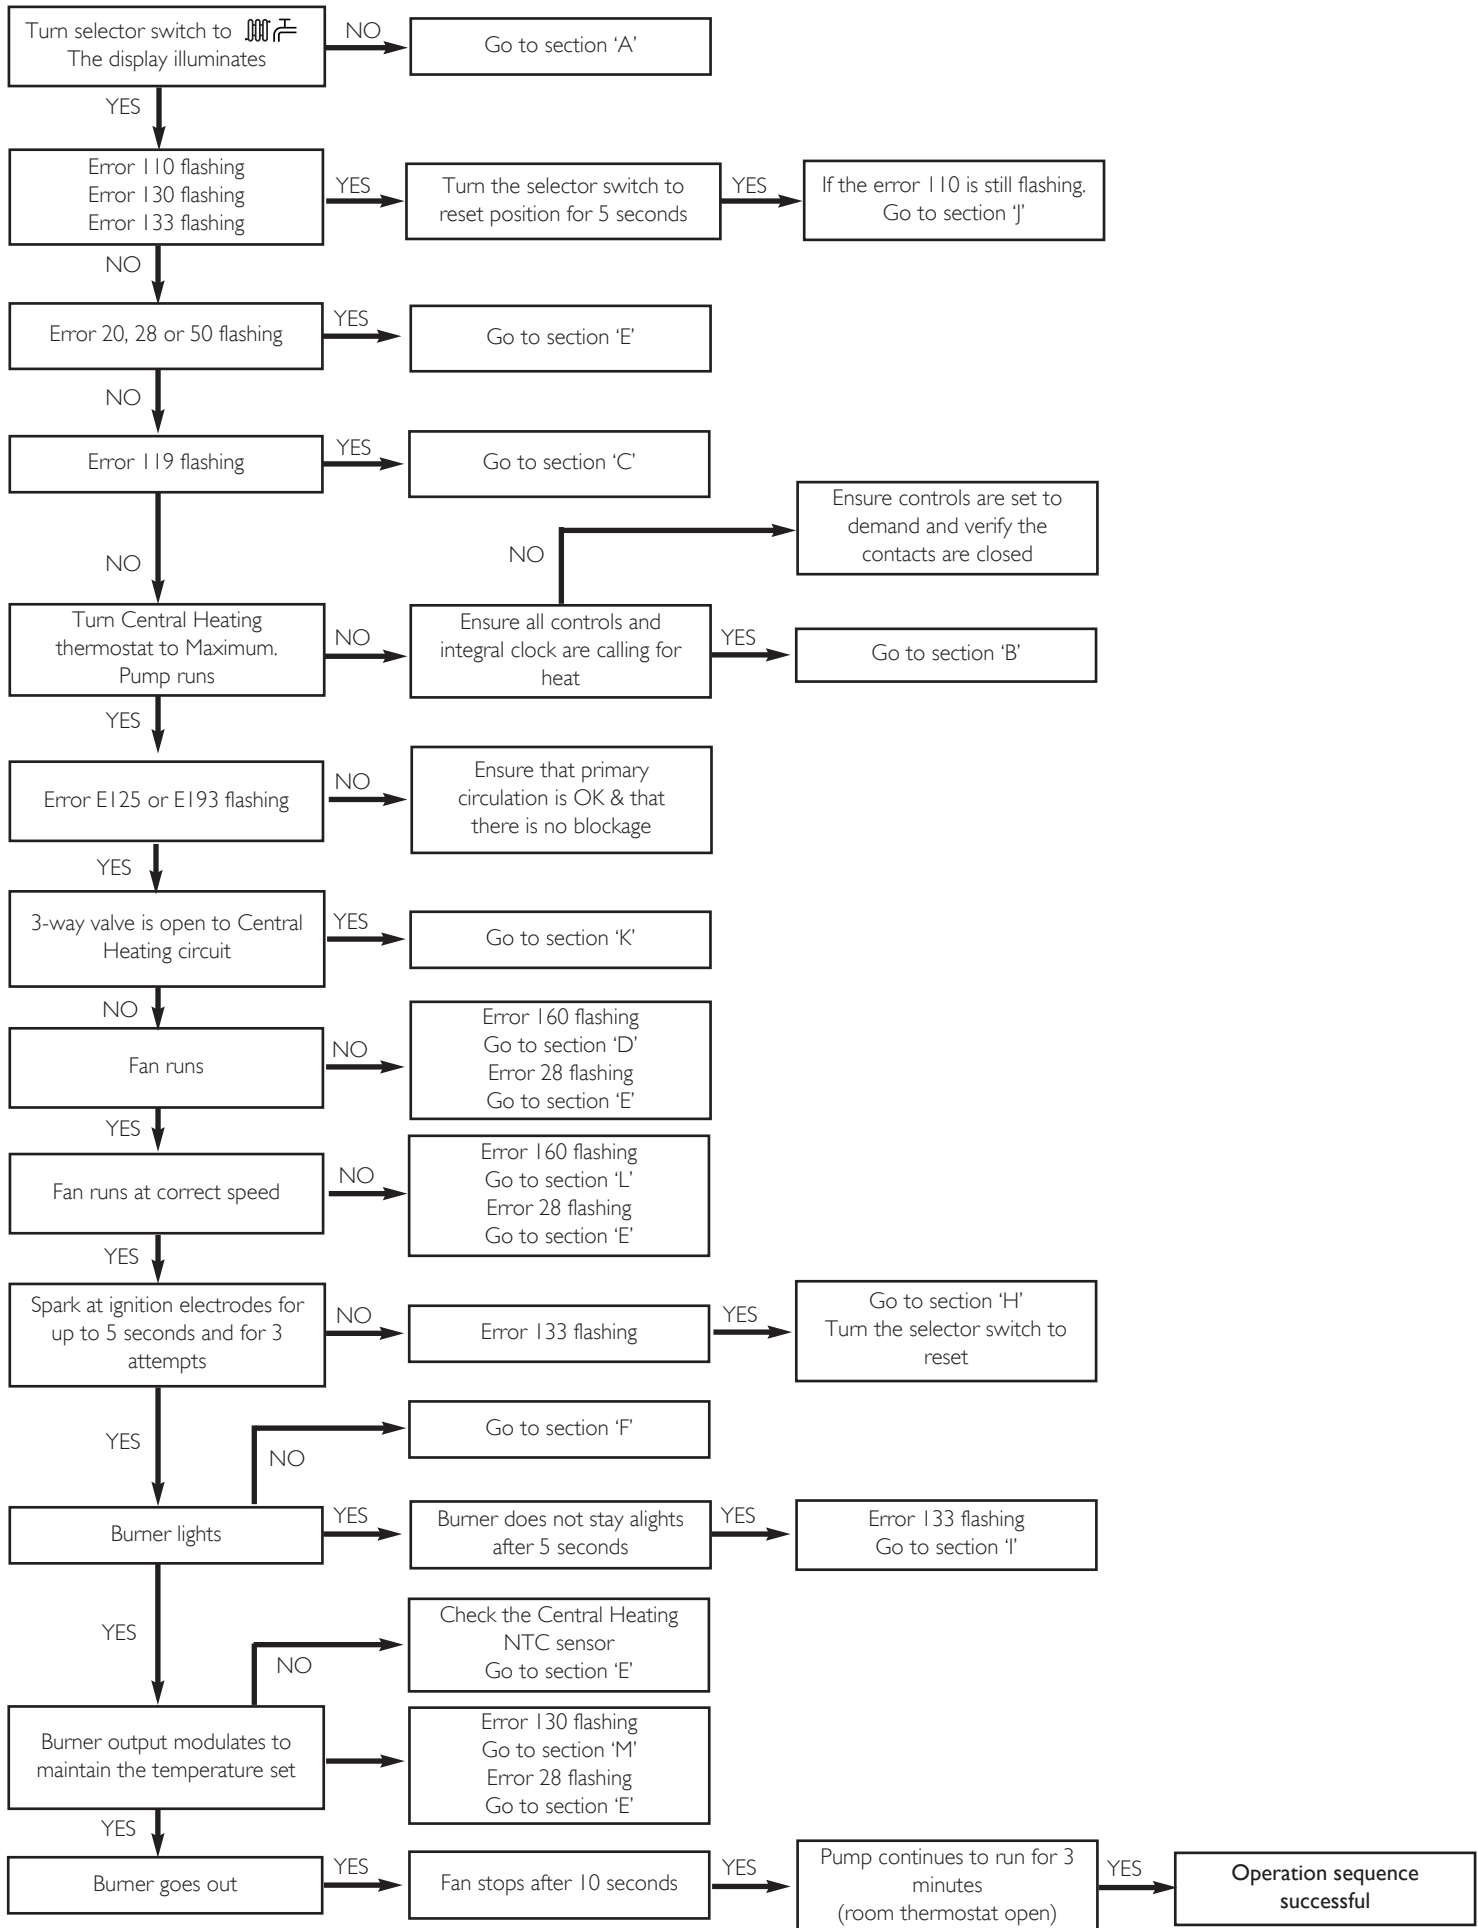 Turn selector switch to
The display illuminates
NO
Go to section ‘A’
YES
Error 110 flashing
Error 130 flashing
Error 133 flashing
YES
Turn the selector switch to
reset position for 5 seconds
YES
If the error 110 is still flashing.
Go to section ‘J’
NO
Error 20, 28 or 50 flashing
YES
Go to section ‘E’
NO
Error 119 flashing
YES
Go to section ‘C’
NO
Turn Central Heating
thermostat to Maximum.
Pump runs
NO
Ensure all controls and
integral clock are calling for
heat
NO
Ensure controls are set to
demand and verify the
contacts are closed
YES
Go to section ‘B’
YES
Error E125 or E193 flashing
NO
Ensure that primary
circulation is OK & that
there is no blockage
YES
3-way valve is open to Central
Heating circuit
YES
Go to section ‘K’
NO
Fan runs
NO
Error 160 flashing
Go to section ‘D’
Error 28 flashing
Go to section ‘E’
YES
Fan runs at correct speed
NO
Error 160 flashing
Go to section ‘L’
Error 28 flashing
Go to section ‘E’
YES
Spark at ignition electrodes for
up to 5 seconds and for 3
attempts
NO
Error 133 flashing
YES
Go to section ‘H’
Turn the selector switch to
reset
YES
NO
Go to section ‘F’
Burner lights
YES
Burner does not stay alights
after 5 seconds
YES
Error 133 flashing
Go to section ‘I’
YES
NO
Check the Central Heating
NTC sensor
Go to section ‘E’
Burner output modulates to
maintain the temperature set
Error 130 flashing
Go to section ‘M’
Error 28 flashing
Go to section ‘E’
YES
Burner goes out
YES
Fan stops after 10 seconds
YES
Pump continues to run for 3
minutes
(room thermostat open)
YES
Operation sequence
successful